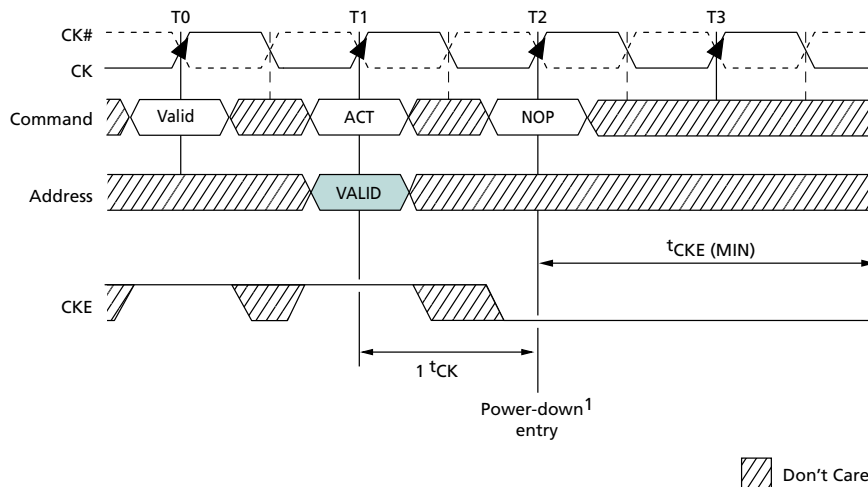 T0 T1 T2 T3
CK#
CK
Command Valid ACT NOP
Address VALID
tCKE (MIN)
CKE
1 tCK
Power-down1
entry
Don't Care